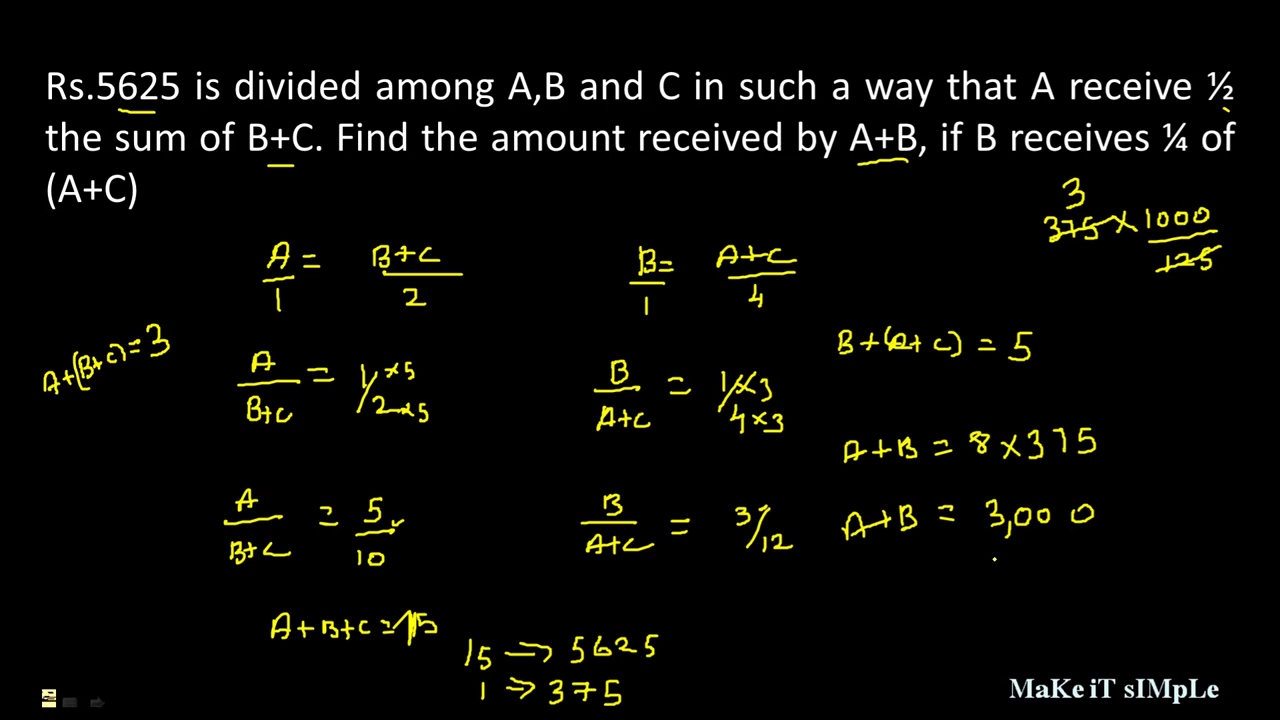 Rs.5625 is divided among A,B and C in such a way that A receive ½
the sum of B+C. Find the amount received by A+B, if B receives ¼ of
(A+C)
3
375 × 1000/125
A/1 = B+C/2
B/1 = A+C/4
A+(B+C) = 3
A/B+C = 1×5/2×5
B/A+C = 1×3/4×3
B+(A+C) = 5
A+B = 8×375
A/B+C = 5/10
B/A+C = 3/12
A+B = 3,000
A+B+C = 15
15 => 5625
1 => 375
MaKe iT sIMpLe